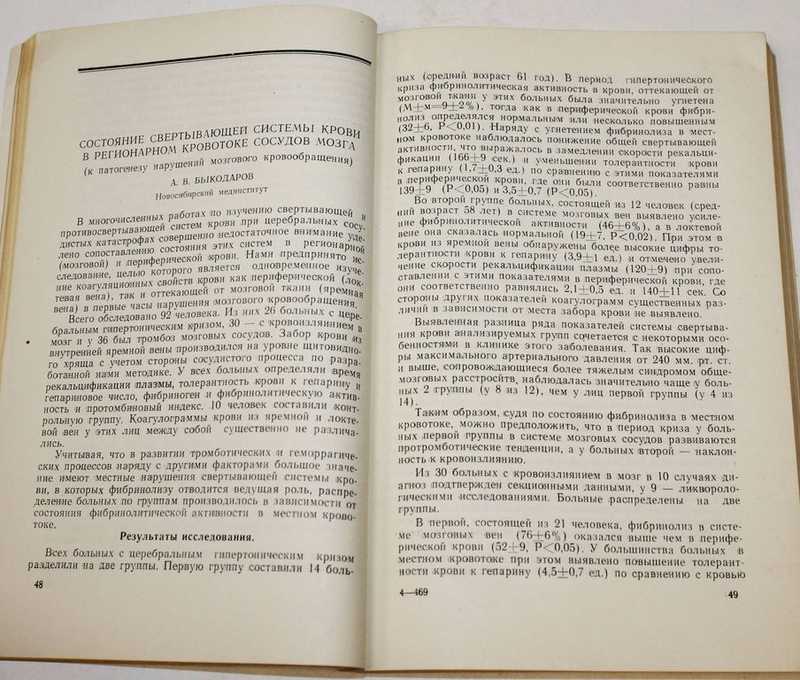 СОСТОЯНИЕ СВЕРТЫВАЮЩЕЙ СИСТЕМЫ КРОВИ
В РЕГИОНАРНОМ КРОВОТОКЕ СОСУДОВ МОЗГА
(к патогенезу нарушений мозгового кровообращения)
А. В. БЫКОДАРОВ
Новосибирский мединститут
В многочисленных работах по изучению свертывающей и
противосвертывающей систем крови при церебральных сосу-
дистых катастрофах совершенно недостаточное внимание уде-
лено сопоставлению состояния этих систем в регионарной
(мозговой) и периферической крови. Нами предпринято ис-
следование, целью которого является одновременное изуче-
ние коагуляционных свойств крови как периферической (лок-
тевая вена), так и оттекающей от мозговой ткани (яремная
вена) в первые часы нарушения мозгового кровообращения.
Всего обследовано 92 человека. Из них 26 больных с цере-
бральным гипертоническим кризом, 30 — с кровоизлиянием в
мозг и у 36 был тромбоз мозговых сосудов. Забор крови из
внутренней яремной вены производился на уровне щитовидно-
го хряща с учетом стороны сосудистого процесса по разра-
ботанной нами методике. У всех больных определяли время
рекальцификации плазмы, толерантность крови к гепарину и
гепариновое число, фибриноген и фибринолитическую актив-
ность и протомбиновый индекс. 10 человек составили конт-
рольную группу. Коагулограммы крови из яремной и локте-
вой вен у этих лиц между собой существенно не различа-
лись.
Учитывая, что в развитии тромботических и геморрагиче-
ских процессов наряду с другими факторами большое значе-
ние имеют местные нарушения свертывающей системы кро-
ви, в которых фибринолизу отводится ведущая роль, распре-
деление больных по группам производилось в зависимости от
состояния фибринолитической активности в местном крово-
токе.
Результаты исследования.
Всех больных с церебральным гипертоническим кризом
разделили на две группы. Первую группу составили 14 боль-
48
ных (средний возраст 61 год). В период гипертонического
криза фибринолитическая активность в крови, оттекающей от
мозговой ткани у этих больных была значительно угнетена
(М±м=9±2%), тогда как в периферической крови фибри-
нолиз определялся нормальным или несколько повышенным
(32±6, Р<0,01). Наряду с угнетением фибринолиза в мест-
ном кровотоке наблюдалось понижение общей свертывающей
активности, что выражалось в замедлении скорости рекальци-
фикации (166±9 сек.) и уменьшении толерантности крови
к гепарину (1,7±0,3 ед.) по сравнению с этими показателями
в периферической крови, где они были соответственно равны
139±9 (Р<0,05) и 3,5±0,7 (Р<0,05).
Во второй группе больных, состоящей из 12 человек (сред-
ний возраст 58 лет) в системе мозговых вен выявлено усиле-
ние фибринолитической активности (46±6%), а в локтевой
вене она сказалась нормальной (19±7, Р<0,02). При этом в
крови из яремной вены обнаружены более высокие цифры то-
лерантности крови к гепарину (3,9±1 ед.) и отмечено увели-
чение скорости рекальцификации плазмы (120±9) при сопо-
ставлении с этими показателями в периферической крови, где
они соответственно равнялись 2,1±0,5 ед. и 140±11 сек. Со
стороны других показателей коагулограмм существенных раз-
личий в зависимости от места забора крови не выявлено.
Выявленная разница ряда показателей системы свертыва-
ния крови анализируемых групп сочетается с некоторыми осо-
бенностями в клинике этого заболевания. Так высокие циф-
ры максимального артериального давления от 240 мм. рт. ст.
и выше, сопровождающиеся более тяжелым синдромом обще-
мозговых расстройств, наблюдалась значительно чаще у боль-
ных 2 группы (у 8 из 12), чем у лиц первой группы (у 4 из
14).
Таким образом, судя по состоянию фибринолиза в местном
кровотоке, можно предположить, что в период криза у боль-
ных первой группы в системе мозговых сосудов развиваются
протромботические тенденции, а у больных второй — наклон-
ность к кровоизлиянию.
Из 30 больных с кровоизлиянием в мозг в 10 случаях ди-
агноз подтвержден секционными данными, у 9 — ликвороло-
гическими исследованиями. Больные распределены на две
группы.
В первой, состоящей из 21 человека, фибринолиз в систе-
ме мозговых вен (76±6%) оказался выше чем в перифе-
рической крови (52±9, Р<0,05). У большинства больных в
местном кровотоке при этом выявлено повышение толерант-
ности крови к гепарину (4,5±0,7 ед.) по сравнению с кровью
4—469
49